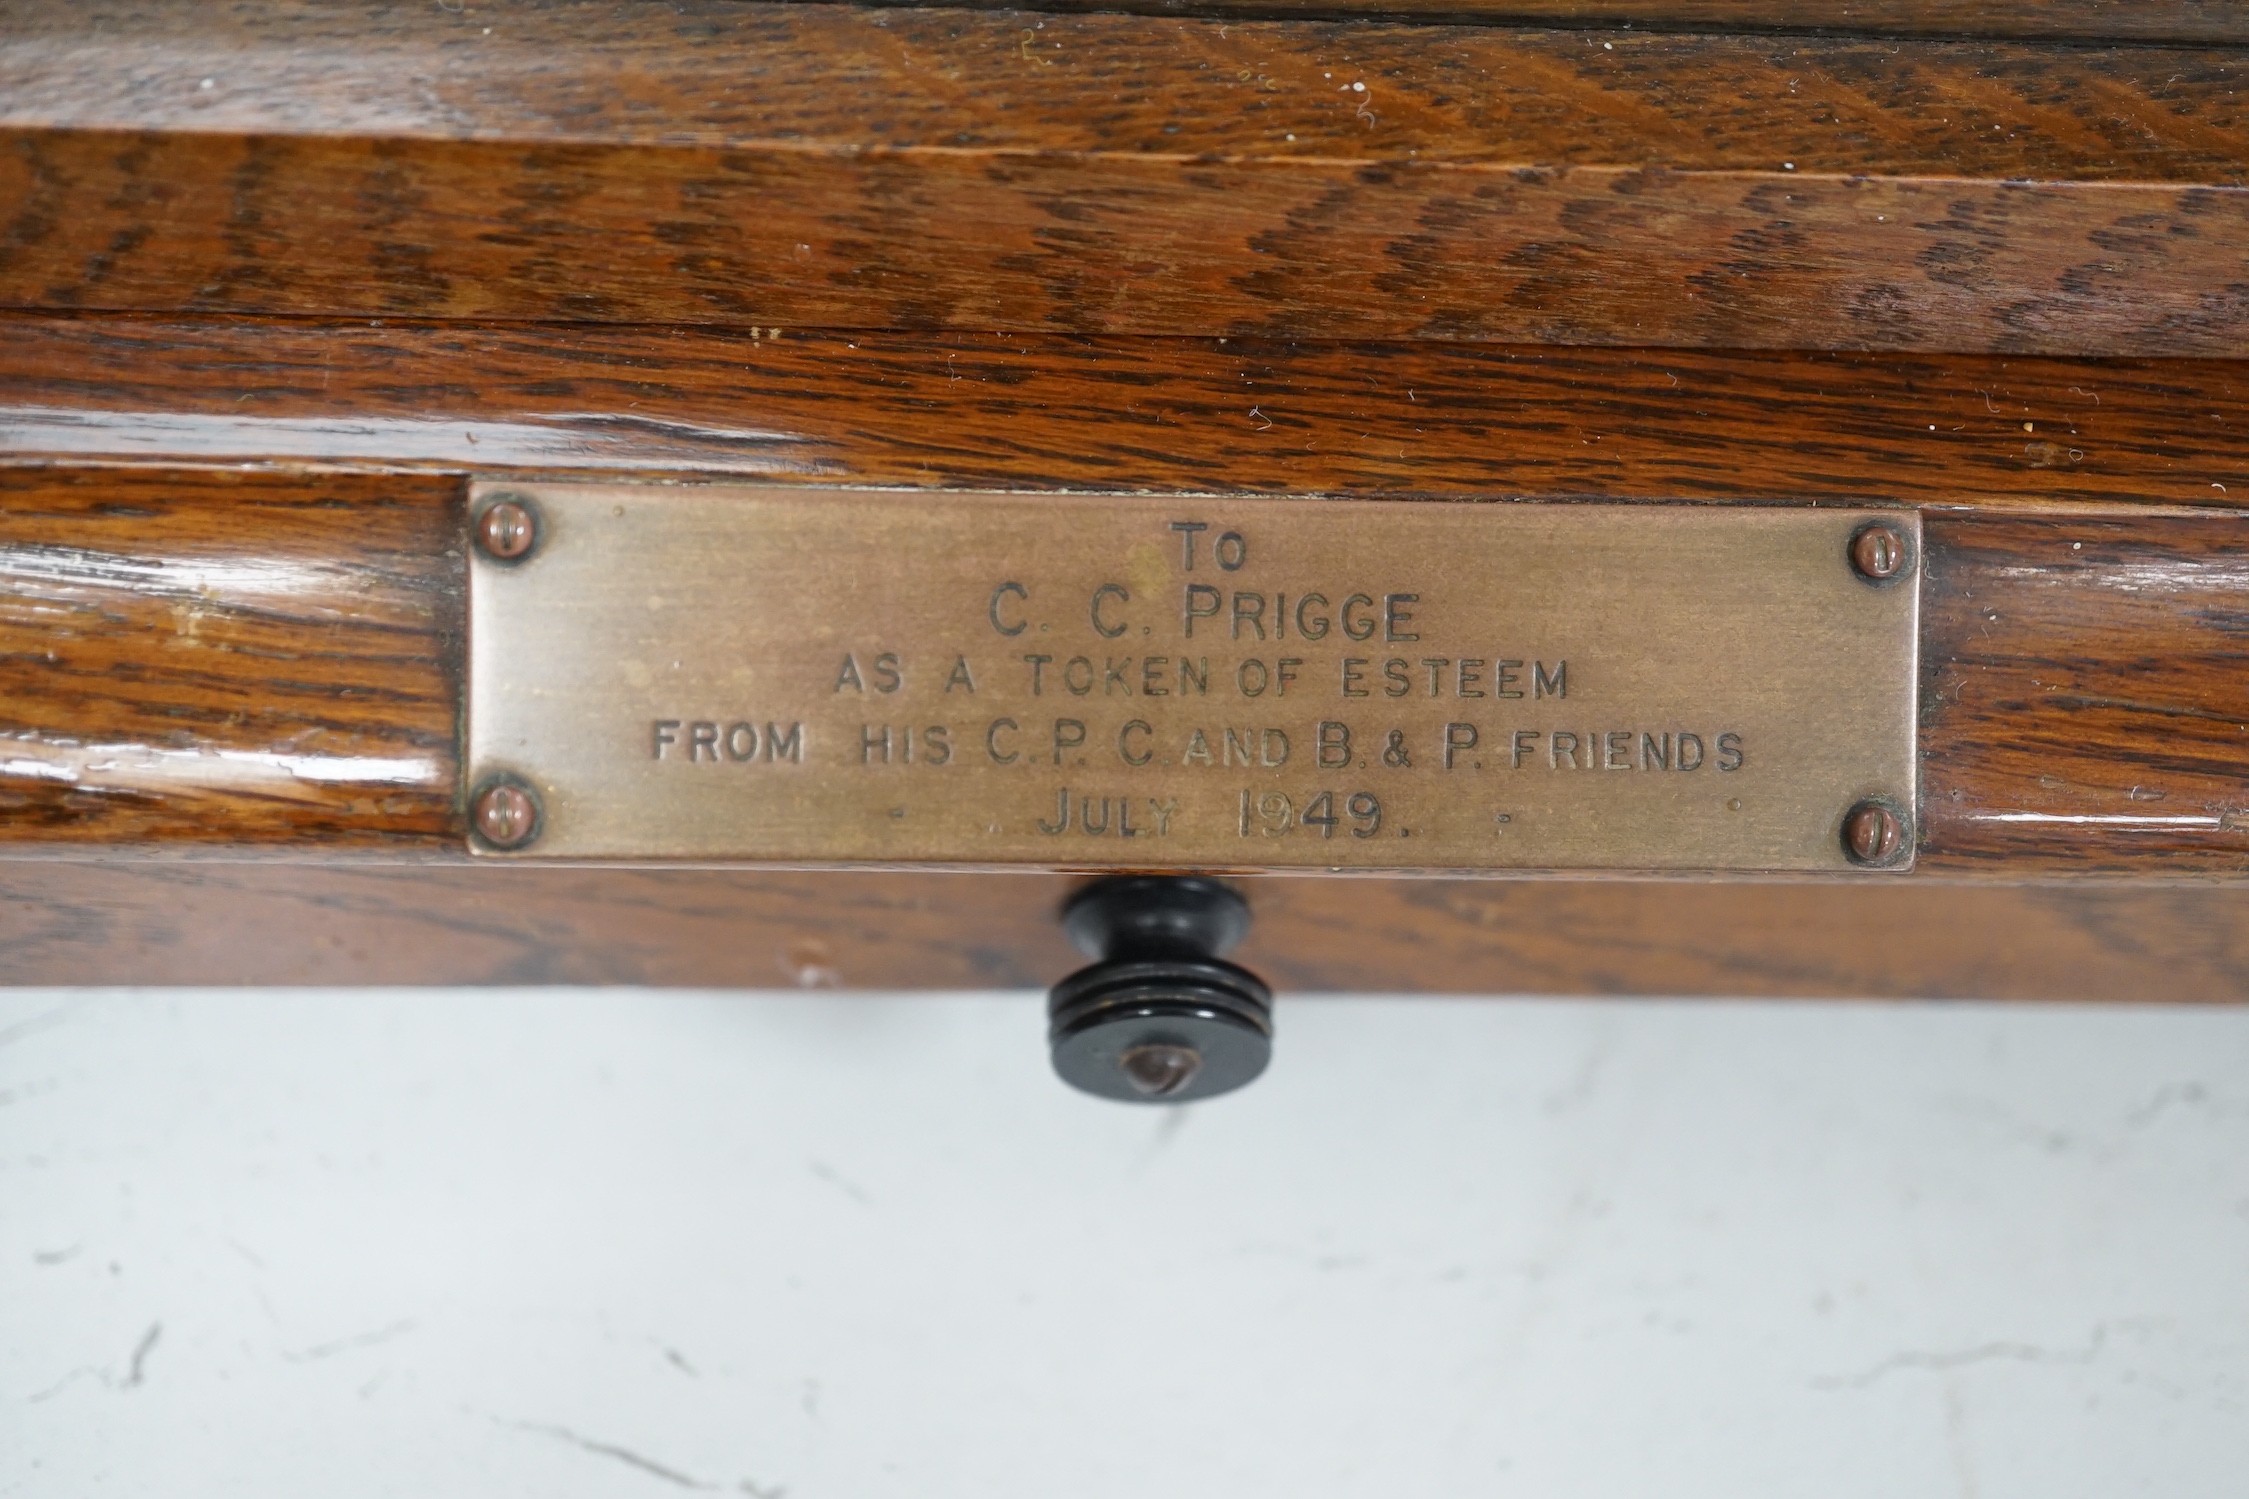 To
C. C. PRIGGE
AS A TOKEN OF ESTEEM
FROM HIS C.P.C. AND B. & P. FRIENDS
- JULY 1949. -